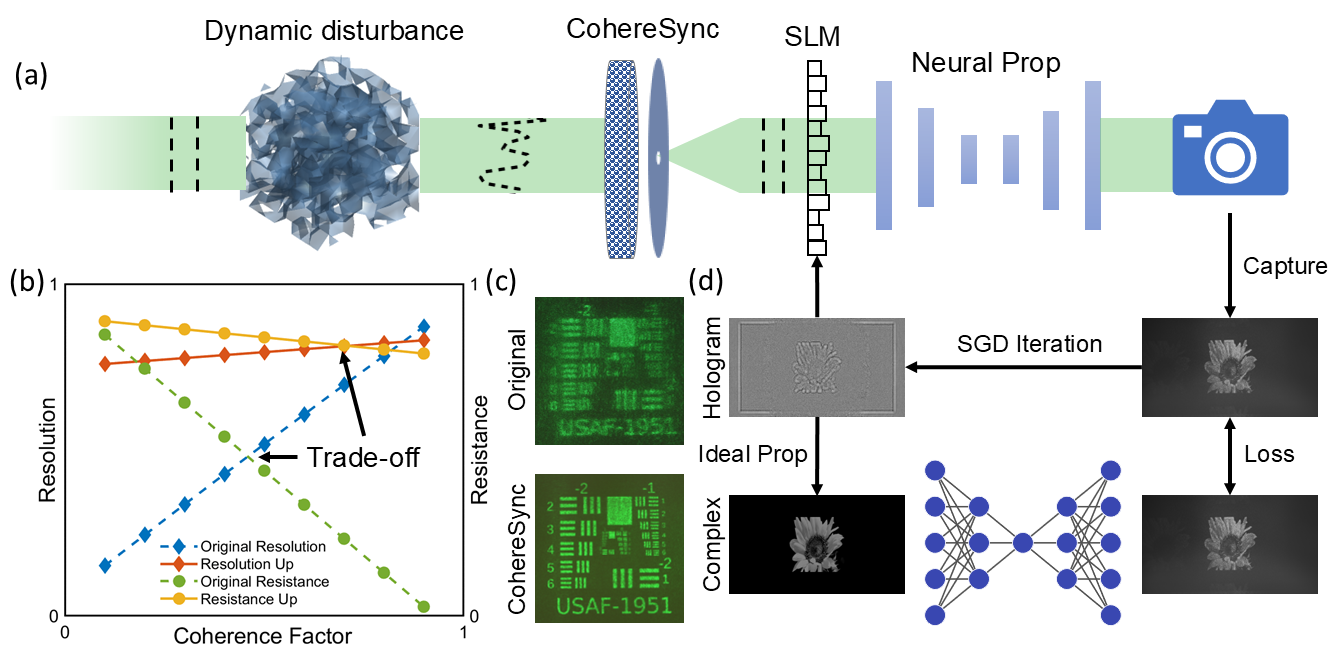 (a)
Dynamic disturbance
CohereSync
SLM
Neural Prop
Capture
(b)
1
1
Resolution
Resistance
Trade-off
Original Resolution
Resolution Up
Original Resistance
Resistance Up
0
0
0
Coherence Factor
1
(c)
Original
-2
5
6
USAF-1951
CohereSync
-2
-1
2
3
4
5
6
1
-2
1
USAF-1951
(d)
Hologram
SGD Iteration
Ideal Prop
Loss
Complex